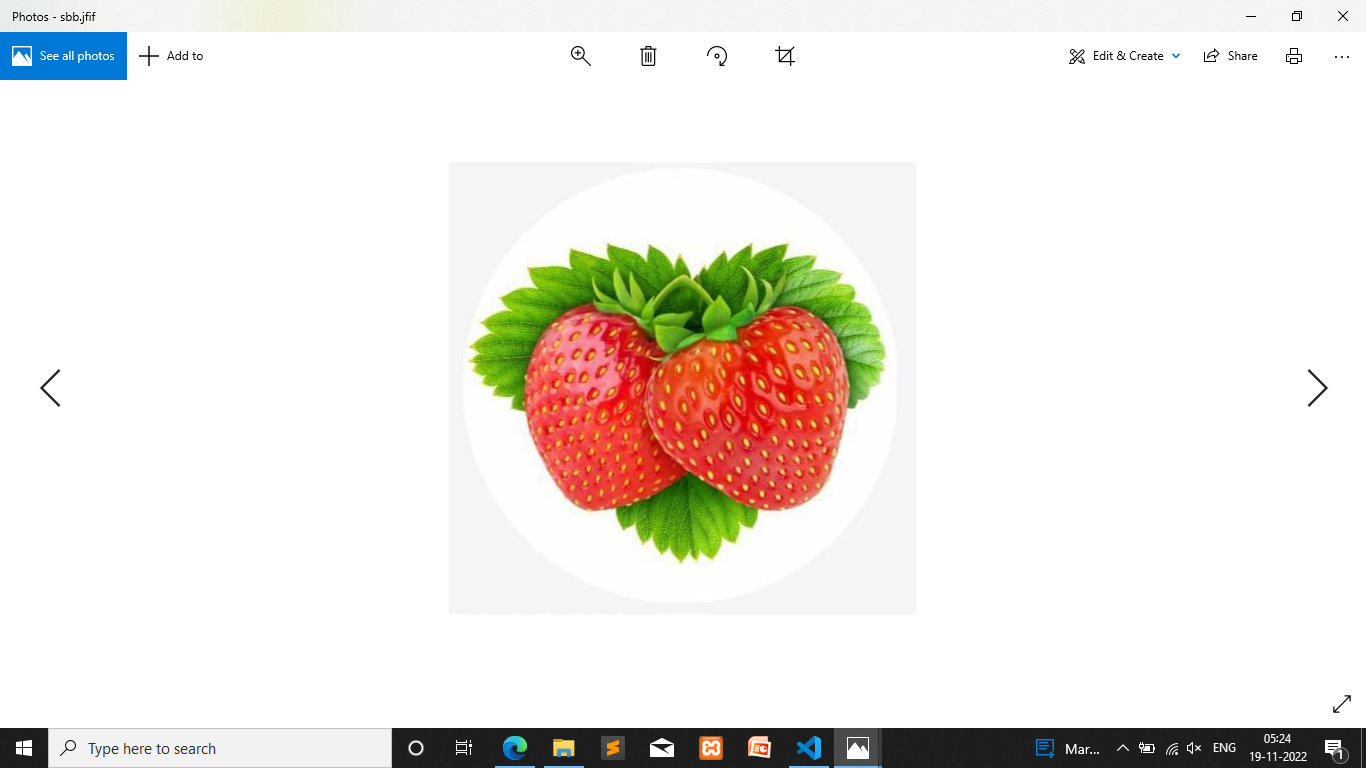 Photos - sbb.jfif
See all photos
Add to
Edit & Create
Share
Type here to search
Mar...
ENG
05:24
19-11-2022
1